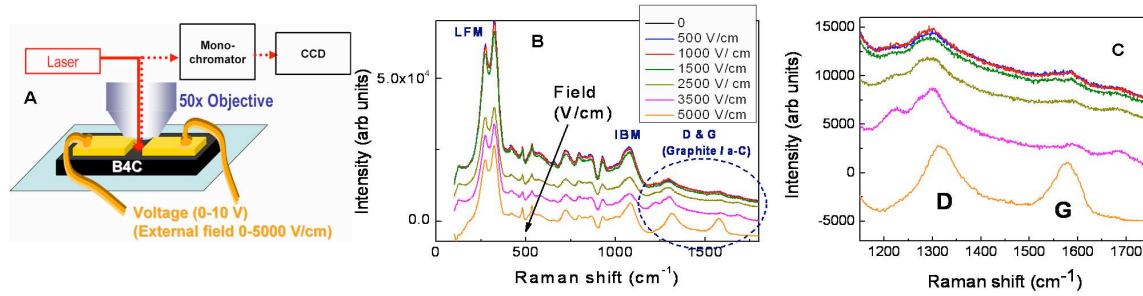 A
Laser
Mono-
chromator
CCD
50x Objective
B4C
Voltage (0-10 V)
(External field 0-5000 V/cm)
B
LFM
0
500 V/cm
1000 V/ cm
1500 V/cm
2500 V/cm
3500 V/cm
5000 V/cm
Field
(V/cm)
IBM
D & G
(Graphite / a-C)
Intensity (arb units)
5.0x10⁴
0.0
0 500 1000 1500
Raman shift (cm⁻¹)
C
Intensity (arb units)
15000
10000
5000
0
-5000
D
G
1200 1300 1400 1500 1600 1700
Raman shift (cm⁻¹)